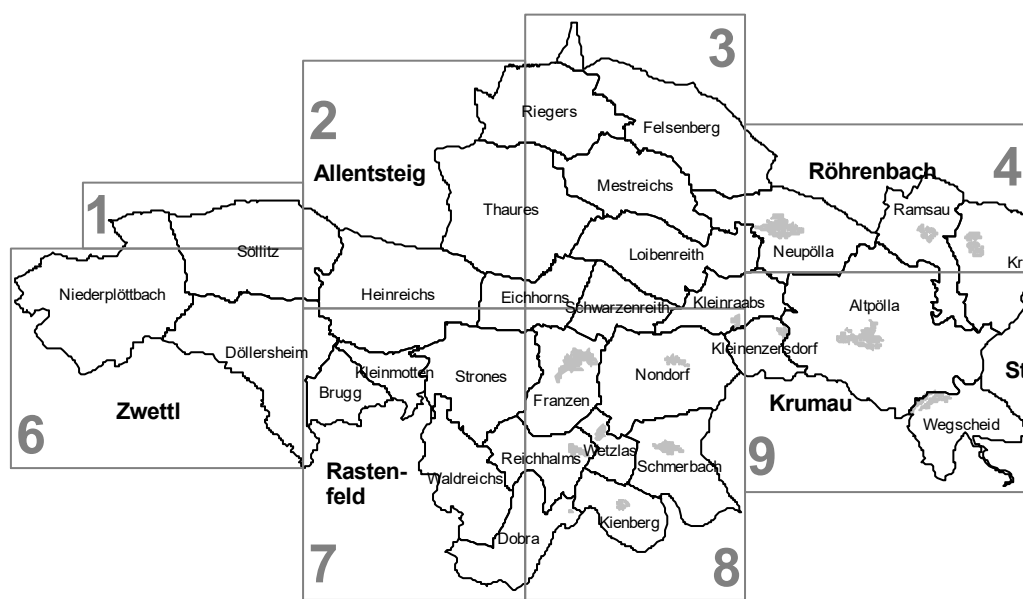 3
Riegers
2
Felsenberg
Allentsteig
Röhrenbach
4
Mestreichs
1
Thaures
Ramsau
Söllitz
Loibenreith
Neupölla
Kr
Niederplöttbach
Heinreichs
Eichhorns
Schwarzenreith
Kleinraabs
Altpölla
Döllersheim
Kleinenzersdorf
Kleinmotten
Strones
Nondorf
St
Brugg
Franzen
Zwettl
Krumau
6
Wegscheid
Reichhalms
Wetzlas
9
Rasten-
feld
Waldreichs
Schmerbach
Kienberg
Dobra
7
8